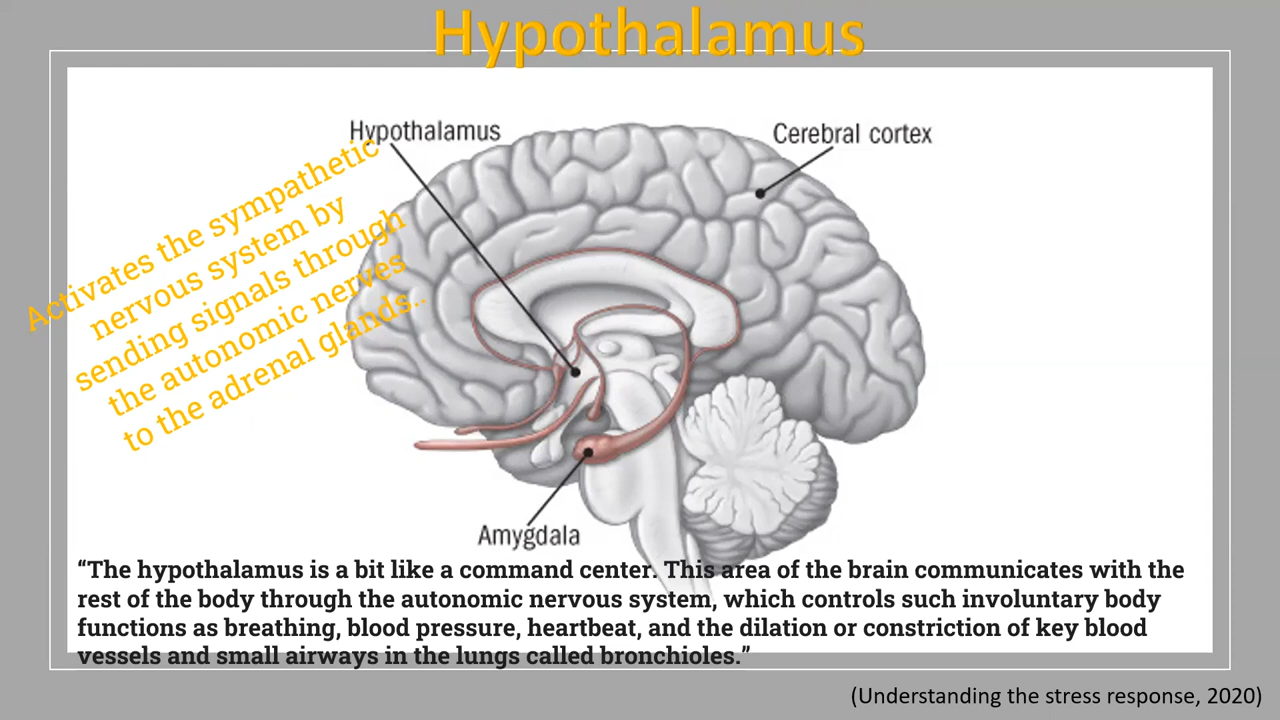 Hypothalamus
Hypothalamus
Cerebral cortex
Activates the sympathetic
nervous system by
sending signals through
the autonomic nerves
to the adrenal glands..
Amygdala
“The hypothalamus is a bit like a command center. This area of the brain communicates with the
rest of the body through the autonomic nervous system, which controls such involuntary body
functions as breathing, blood pressure, heartbeat, and the dilation or constriction of key blood
vessels and small airways in the lungs called bronchioles.”
(Understanding the stress response, 2020)